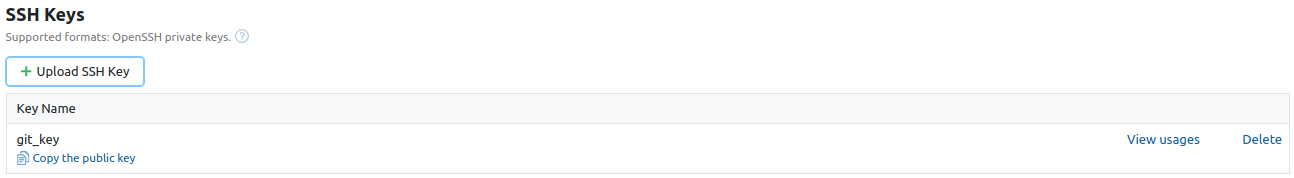 SSH Keys
Supported formats: OpenSSH private keys. ?
+ Upload SSH Key
Key Name
git_key View usages Delete
Copy the public key